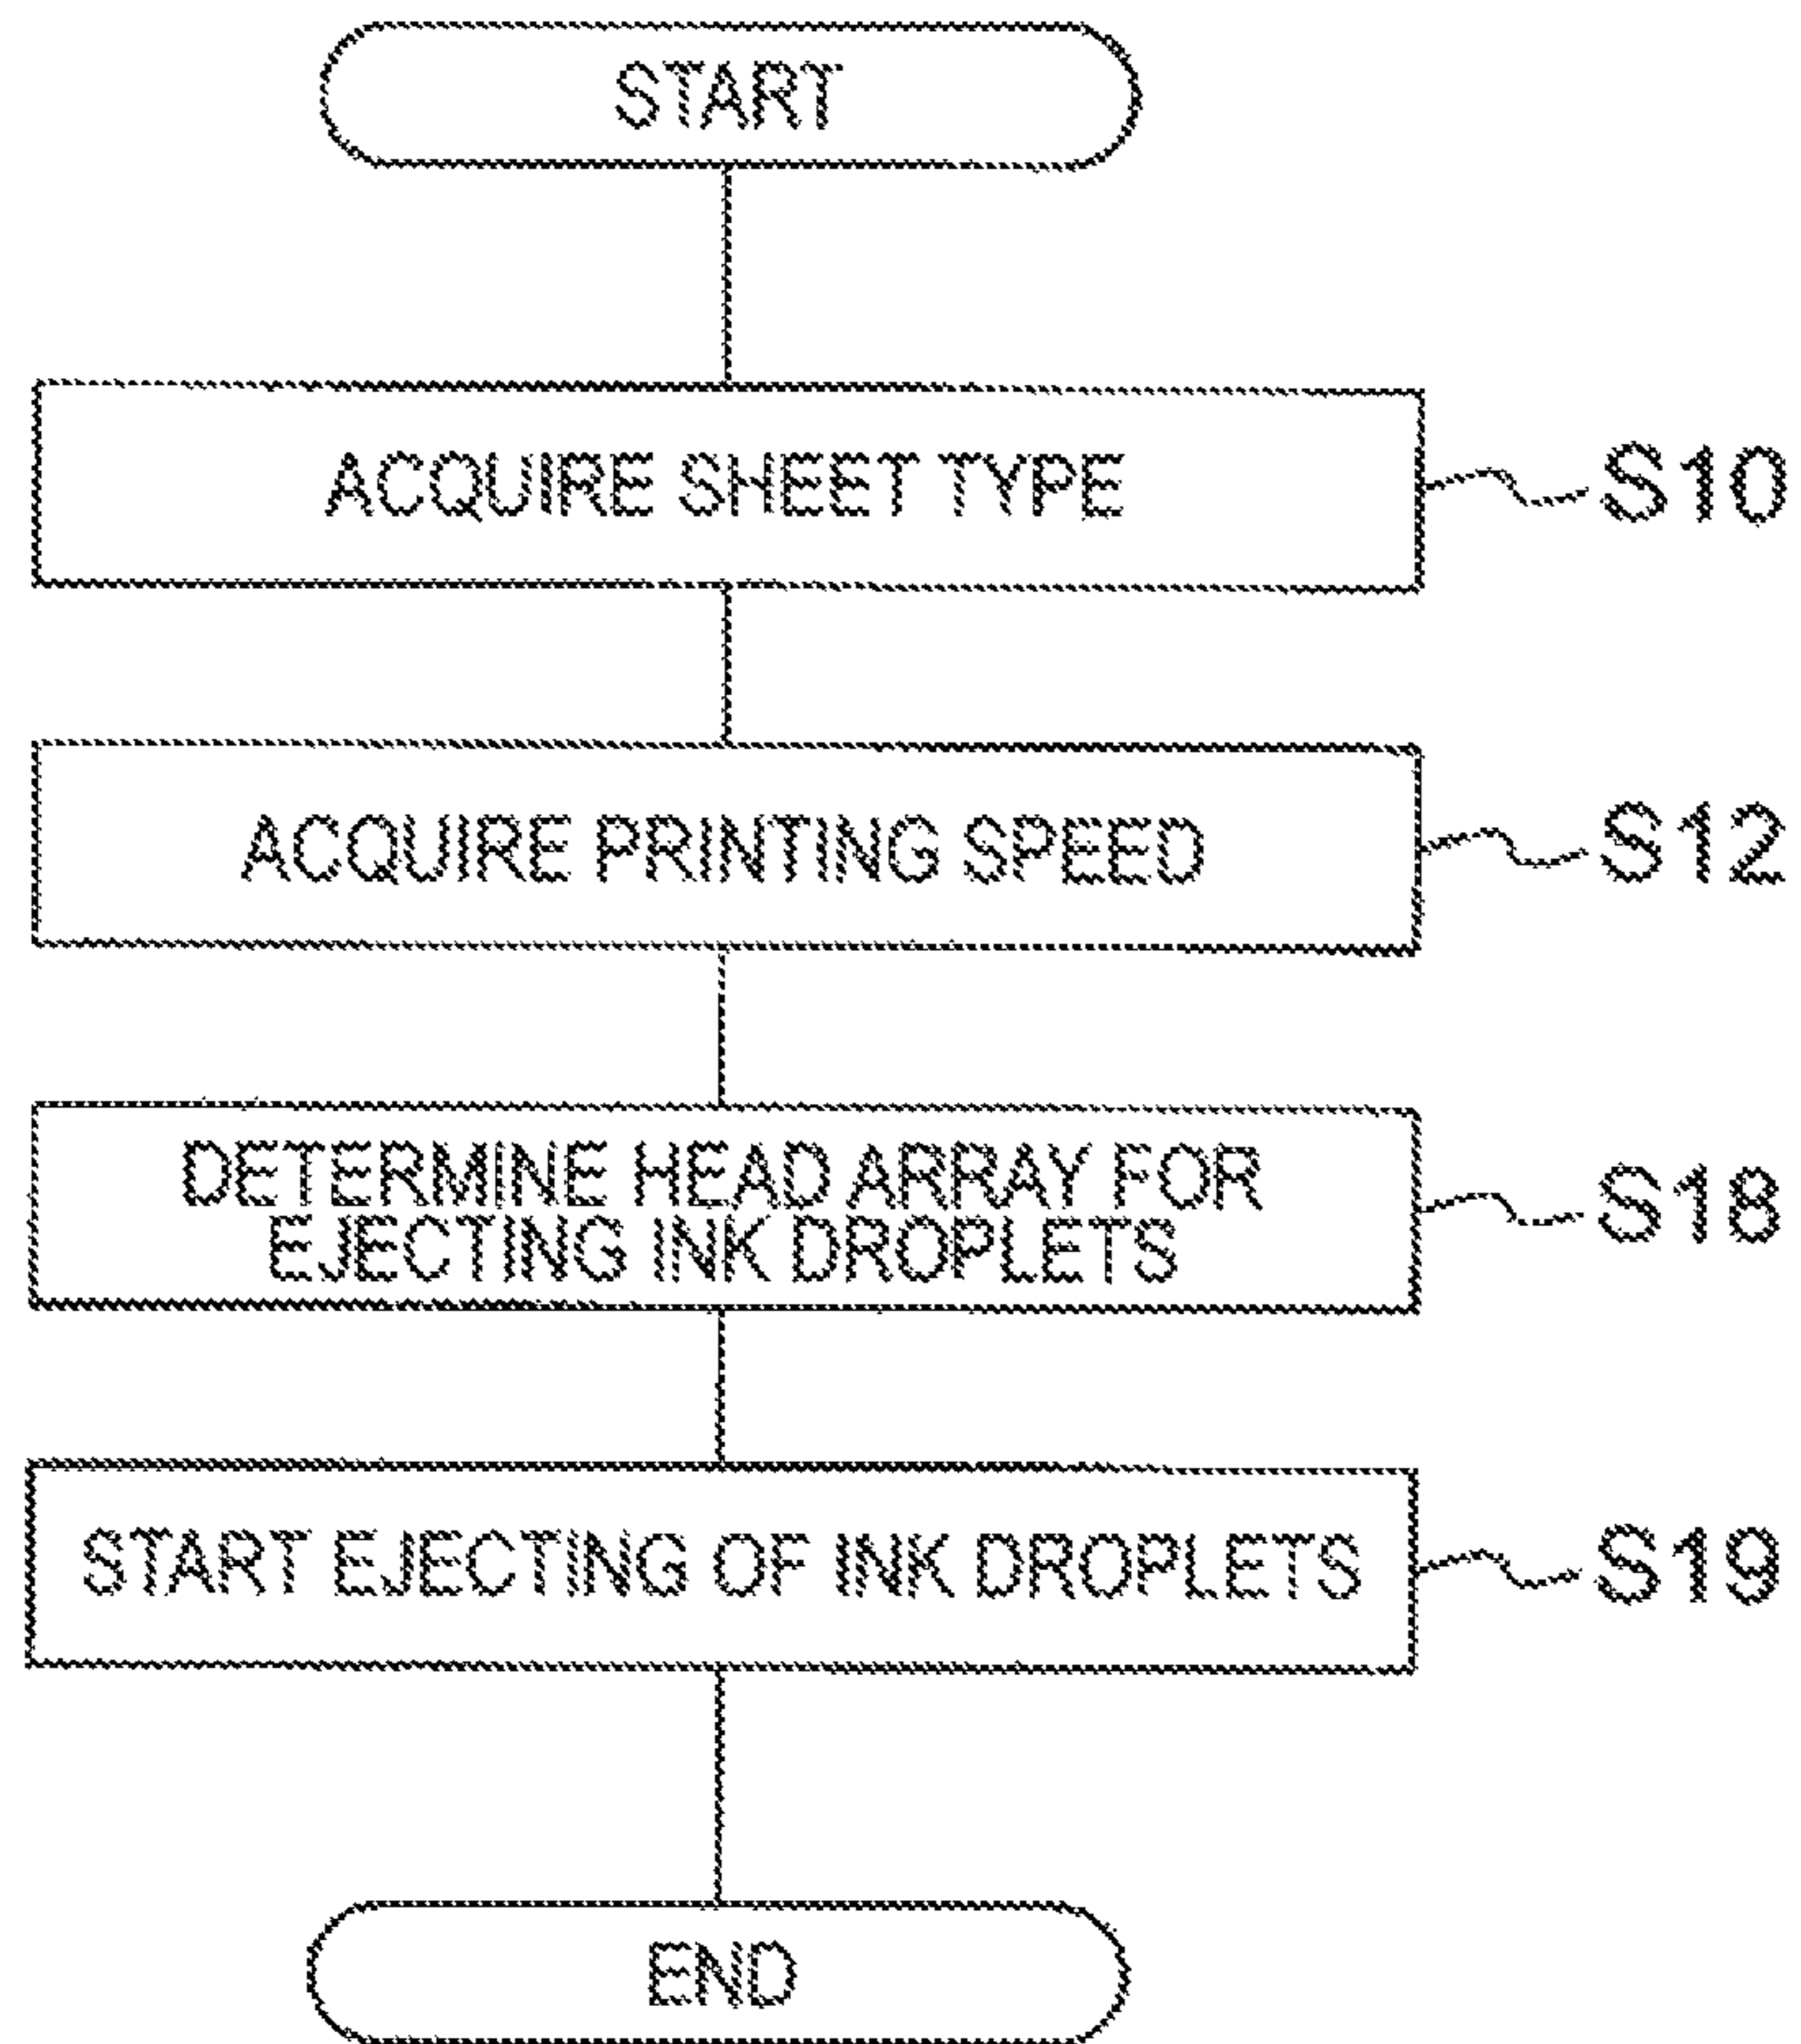 START
ACQUIRE SHEET TYPE
S10
ACQUIRE PRINTING SPEED
S12
DETERMINE HEAD ARRAY FOR
EJECTING INK DROPLETS
S18
START EJECTING OF INK DROPLETS
S19
END